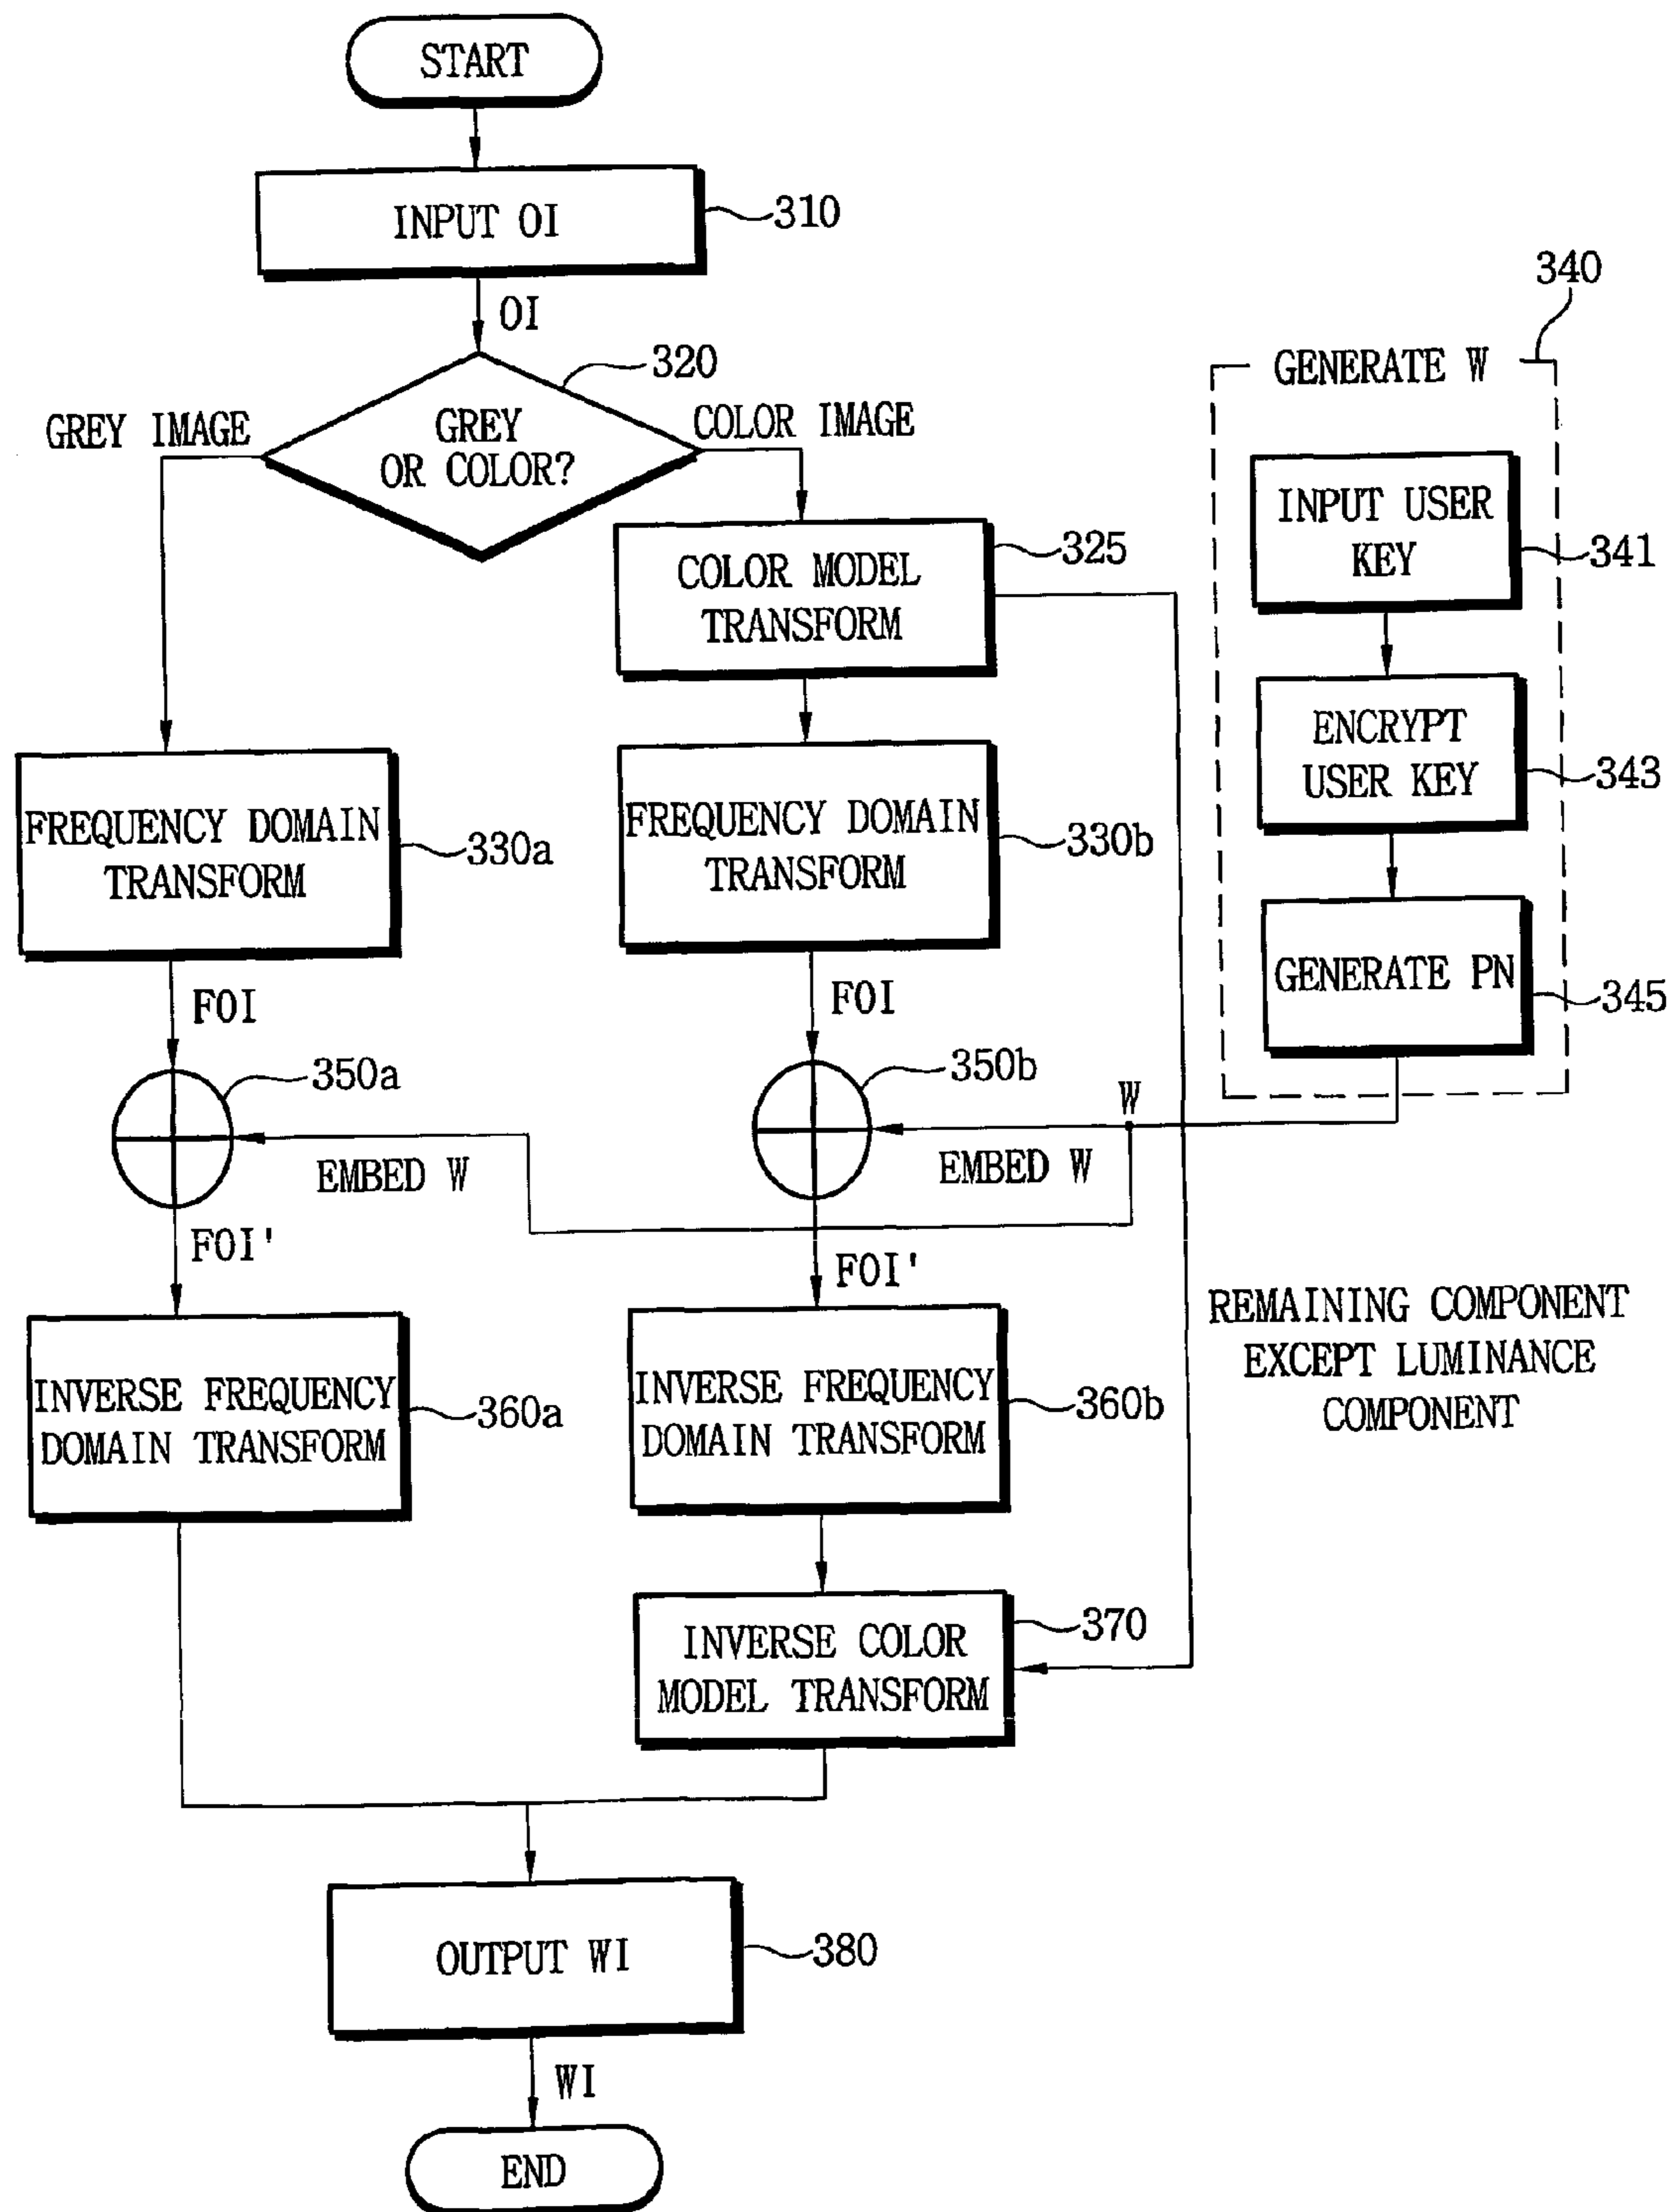 START
INPUT OI
310
OI
320
GREY IMAGE
GREY
OR COLOR?
COLOR IMAGE
COLOR MODEL
TRANSFORM
325
340
GENERATE W
INPUT USER
KEY
341
ENCRYPT
USER KEY
343
GENERATE PN
345
FREQUENCY DOMAIN
TRANSFORM
330a
FREQUENCY DOMAIN
TRANSFORM
330b
FOI
FOI
350a
350b
W
EMBED W
EMBED W
FOI'
FOI'
REMAINING COMPONENT
EXCEPT LUMINANCE
COMPONENT
INVERSE FREQUENCY
DOMAIN TRANSFORM
360a
INVERSE FREQUENCY
DOMAIN TRANSFORM
360b
INVERSE COLOR
MODEL TRANSFORM
370
OUTPUT WI
380
WI
END